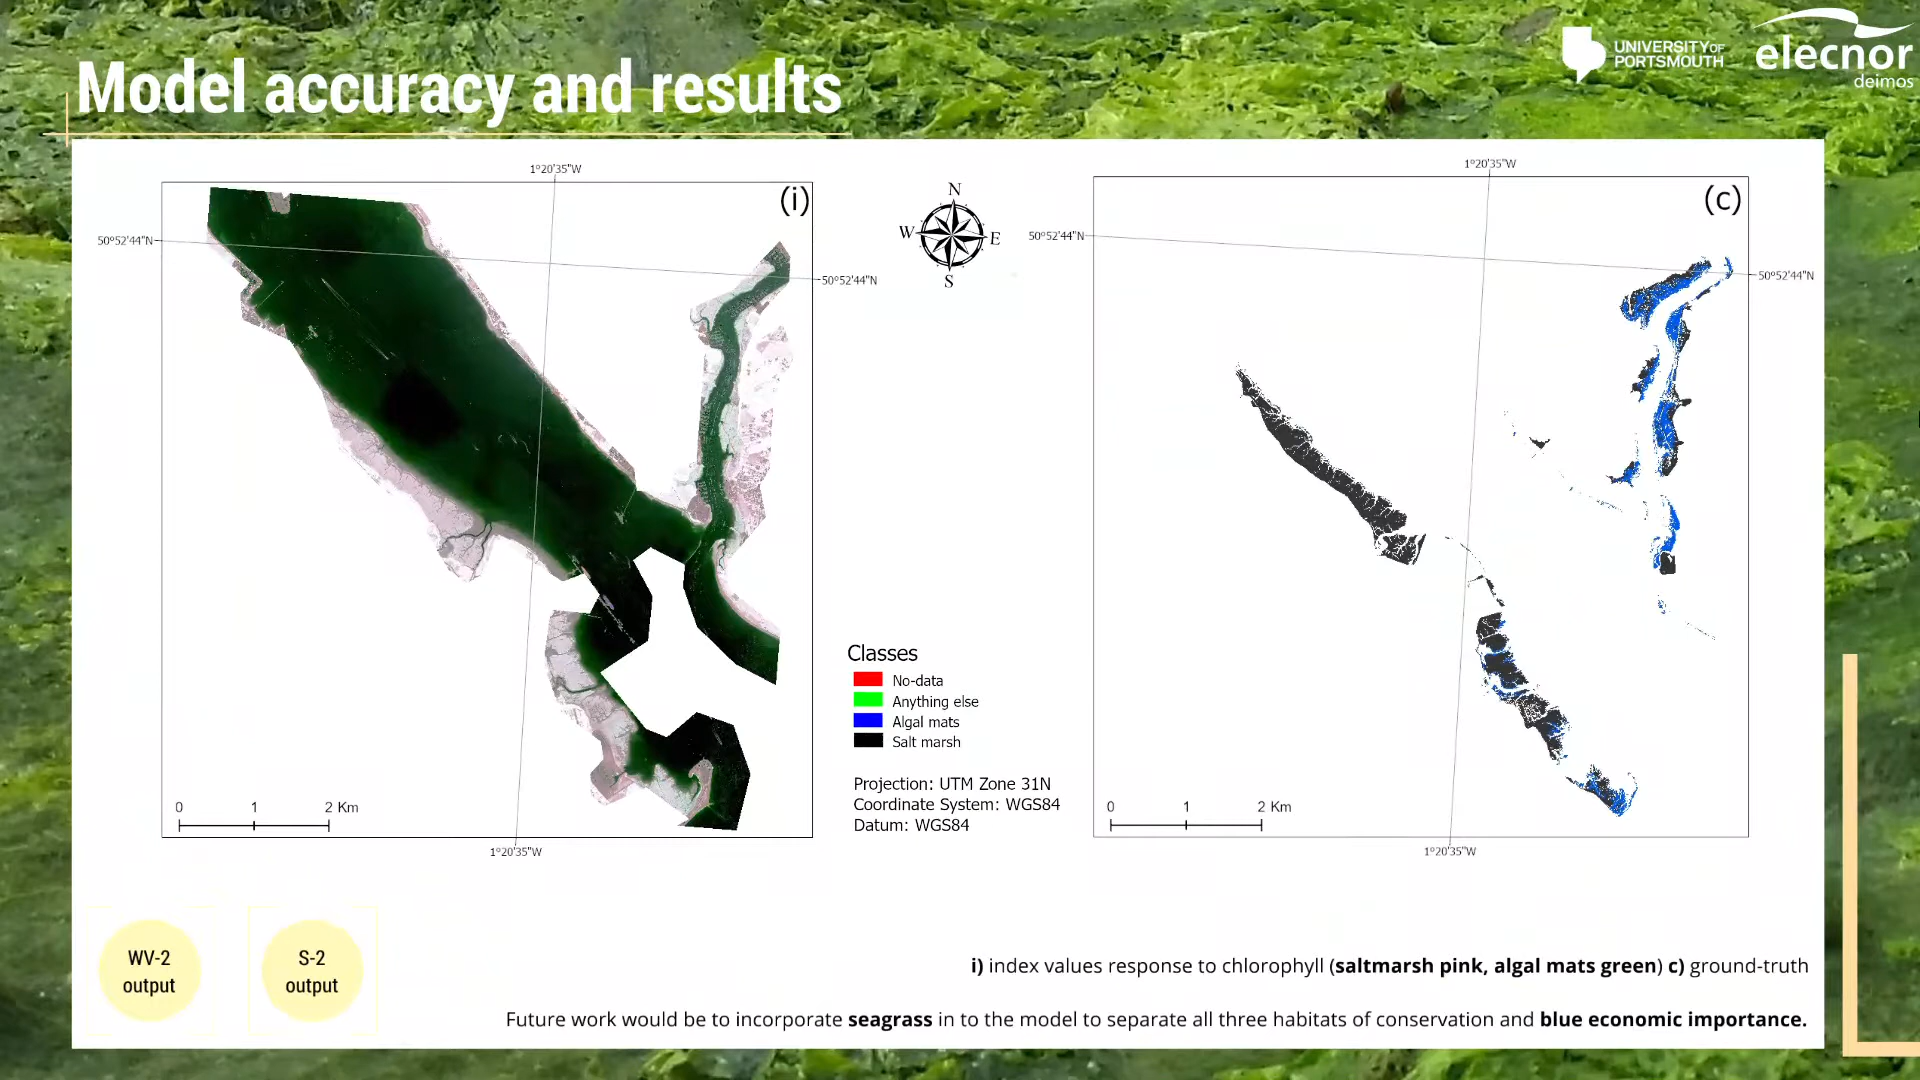 Model accuracy and results
UNIVERSITY OF
PORTSMOUTH
elecnor
deimos
1°20'35"W
(i)
50°52'44"N
50°52'44"N
0 1 2 Km
1°20'35"W
N
W E
S
Classes
No-data
Anything else
Algal mats
Salt marsh
Projection: UTM Zone 31N
Coordinate System: WGS84
Datum: WGS84
1°20'35"W
(c)
50°52'44"N
50°52'44"N
0 1 2 Km
1°20'35"W
WV-2
output
S-2
output
i) index values response to chlorophyll (saltmarsh pink, algal mats green) c) ground-truth
Future work would be to incorporate seagrass in to the model to separate all three habitats of conservation and blue economic importance.